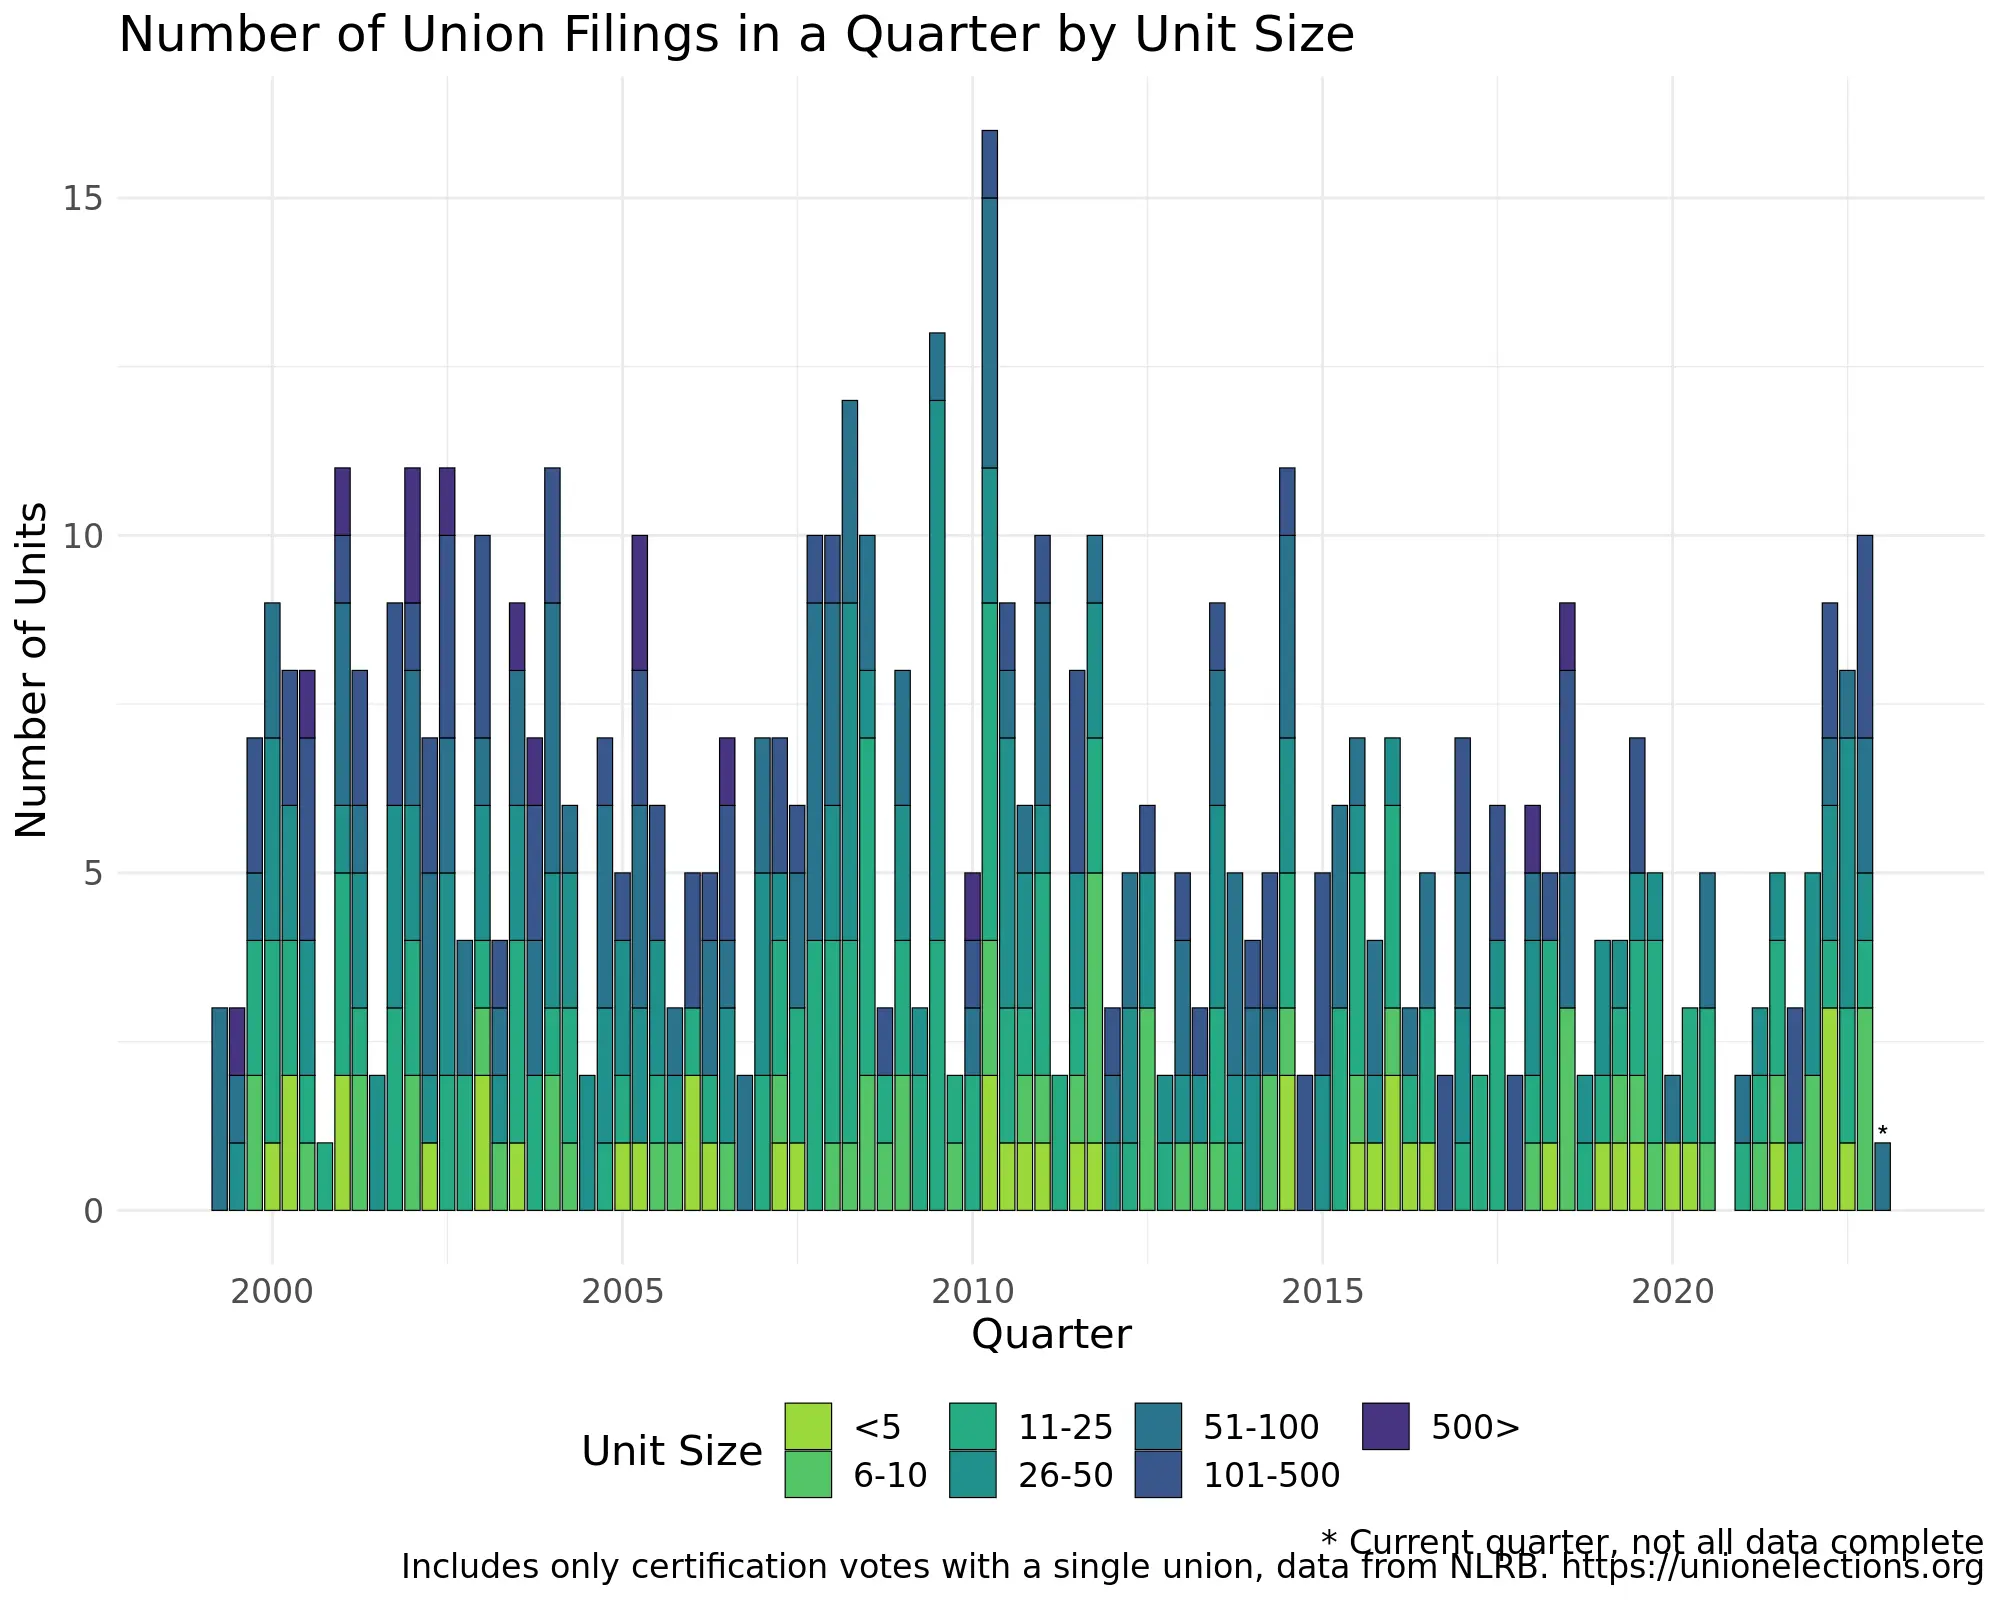 Number of Union Filings in a Quarter by Unit Size
Number of Units
15
10
5
0
*
2000 2005 2010 2015 2020
Quarter
Unit Size
<5 11-25 51-100 500>
6-10 26-50 101-500
* Current quarter, not all data complete
Includes only certification votes with a single union, data from NLRB. https://unionelections.org